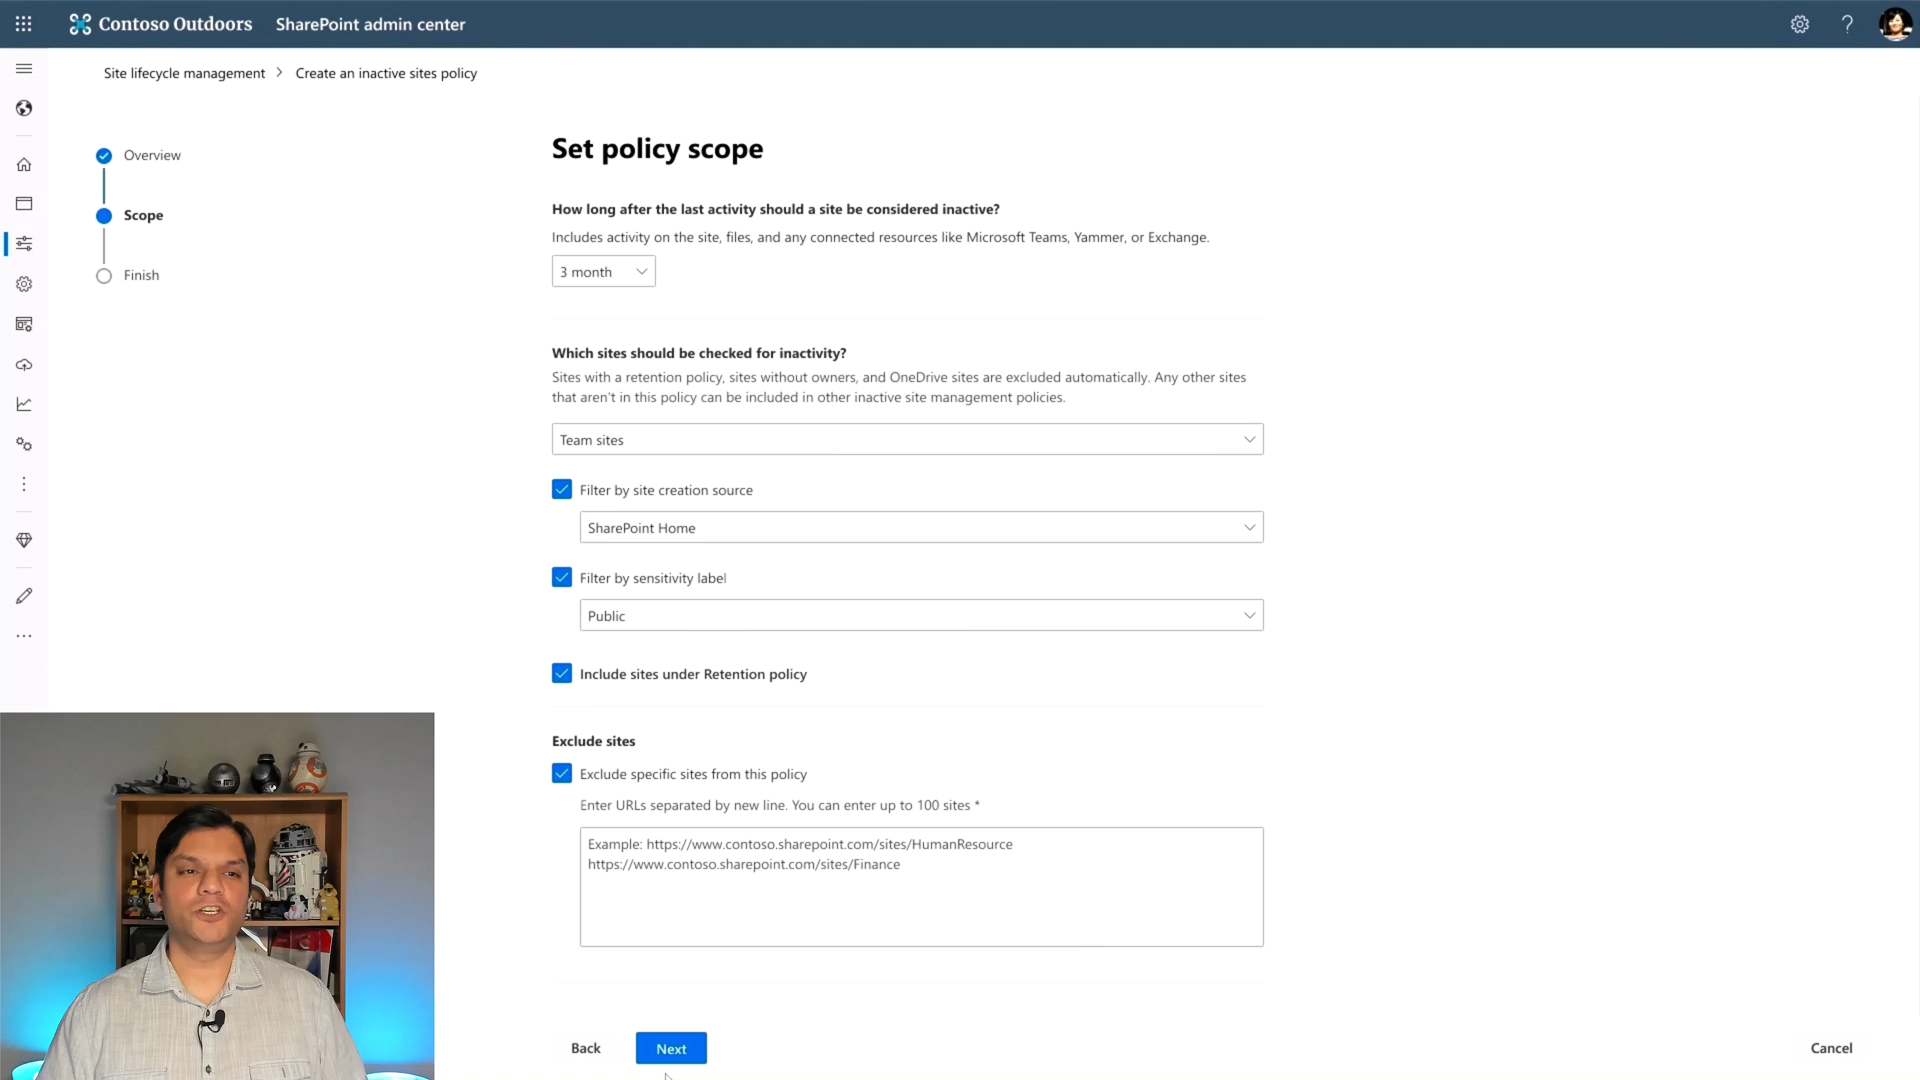 Contoso Outdoors SharePoint admin center
Site lifecycle management > Create an inactive sites policy
Overview
Scope
Finish
Set policy scope
How long after the last activity should a site be considered inactive?
Includes activity on the site, files, and any connected resources like Microsoft Teams, Yammer, or Exchange.
3 month
Which sites should be checked for inactivity?
Sites with a retention policy, sites without owners, and OneDrive sites are excluded automatically. Any other sites
that aren't in this policy can be included in other inactive site management policies.
Team sites
Filter by site creation source
SharePoint Home
Filter by sensitivity label
Public
Include sites under Retention policy
Exclude sites
Exclude specific sites from this policy
Enter URLs separated by new line. You can enter up to 100 sites *
Example: https://www.contoso.sharepoint.com/sites/HumanResource
https://www.contoso.sharepoint.com/sites/Finance
Back
Next
Cancel